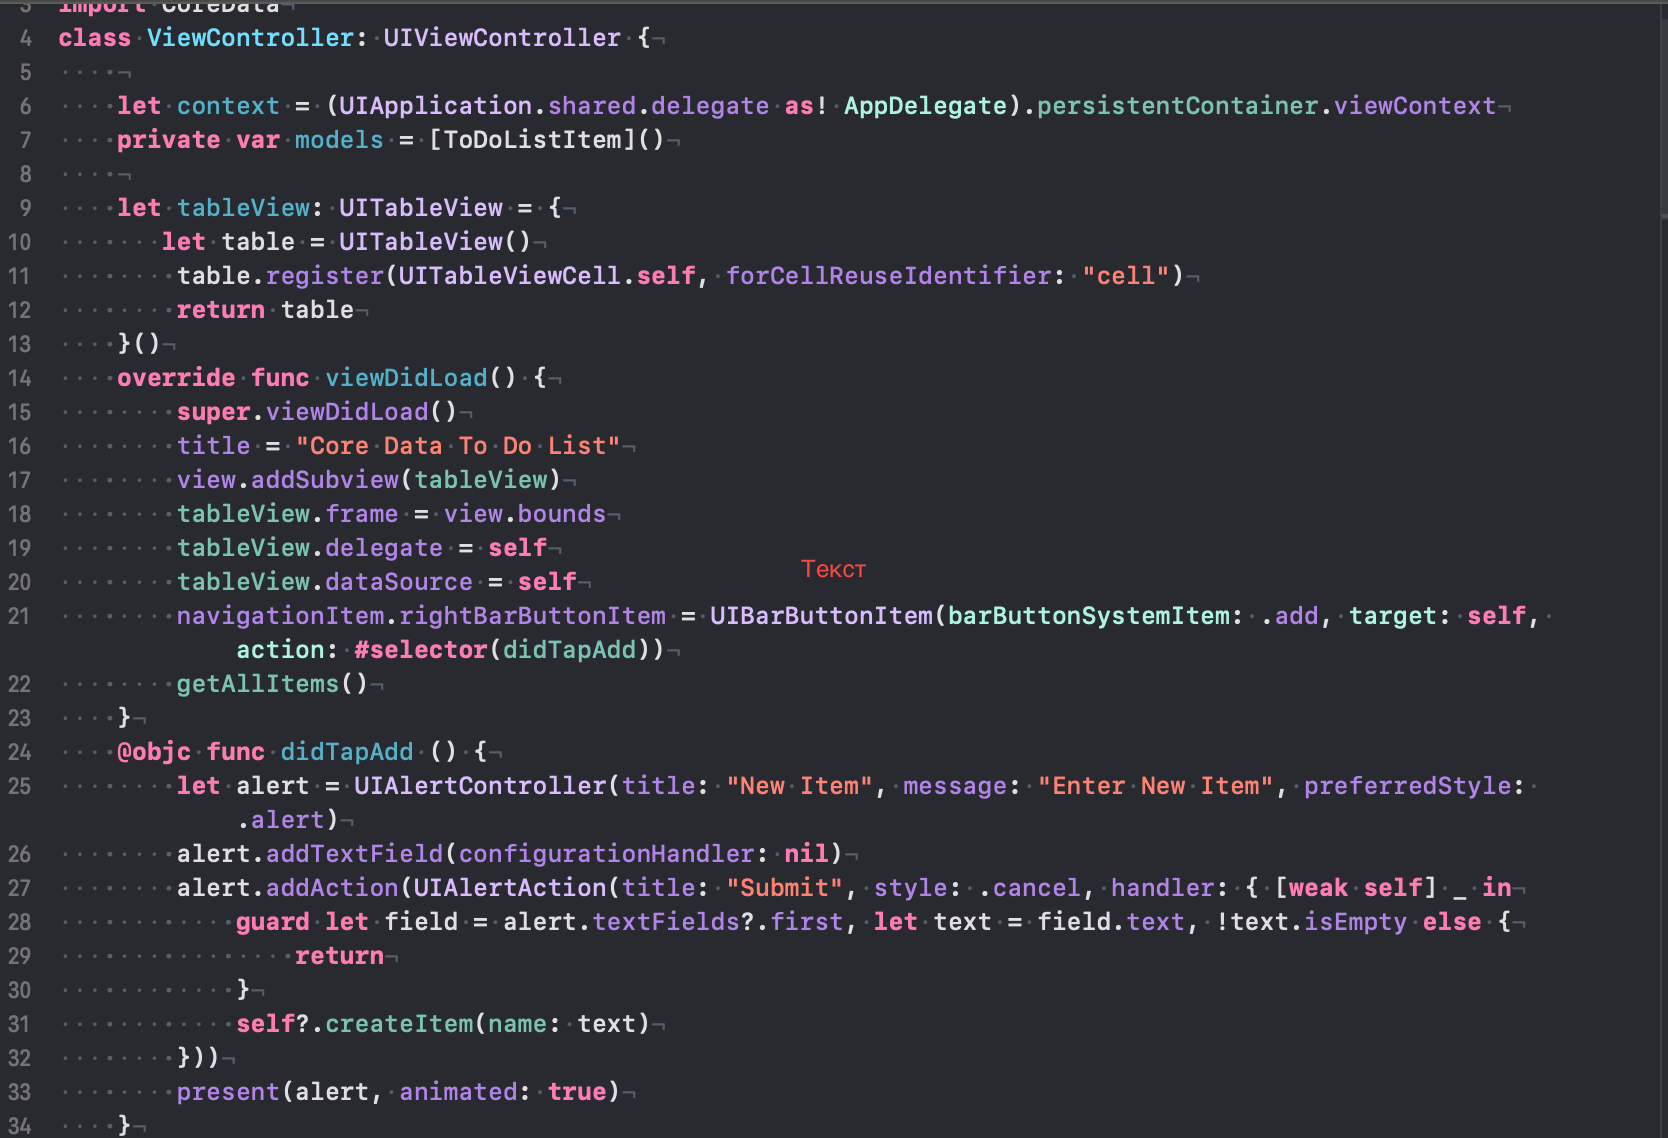 3 import CoreData
4 class ViewController: UIViewController {
5
6 let context = (UIApplication.shared.delegate as! AppDelegate).persistentContainer.viewContext
7 private var models = [ToDoListItem]()
8
9 let tableView: UITableView = {
10 let table = UITableView()
11 table.register(UITableViewCell.self, forCellReuseIdentifier: "cell")
12 return table
13 }()
14 override func viewDidLoad() {
15 super.viewDidLoad()
16 title = "Core Data To Do List"
17 view.addSubview(tableView)
18 tableView.frame = view.bounds
19 tableView.delegate = self
Текст
20 tableView.dataSource = self
21 navigationItem.rightBarButtonItem = UIBarButtonItem(barButtonSystemItem: .add, target: self,
action: #selector(didTapAdd))
22 getAllItems()
23 }
24 @objc func didTapAdd () {
25 let alert = UIAlertController(title: "New Item", message: "Enter New Item", preferredStyle:
.alert)
26 alert.addTextField(configurationHandler: nil)
27 alert.addAction(UIAlertAction(title: "Submit", style: .cancel, handler: { [weak self] _ in
28 guard let field = alert.textFields?.first, let text = field.text, !text.isEmpty else {
29 return
30 }
31 self?.createItem(name: text)
32 }))
33 present(alert, animated: true)
34 }